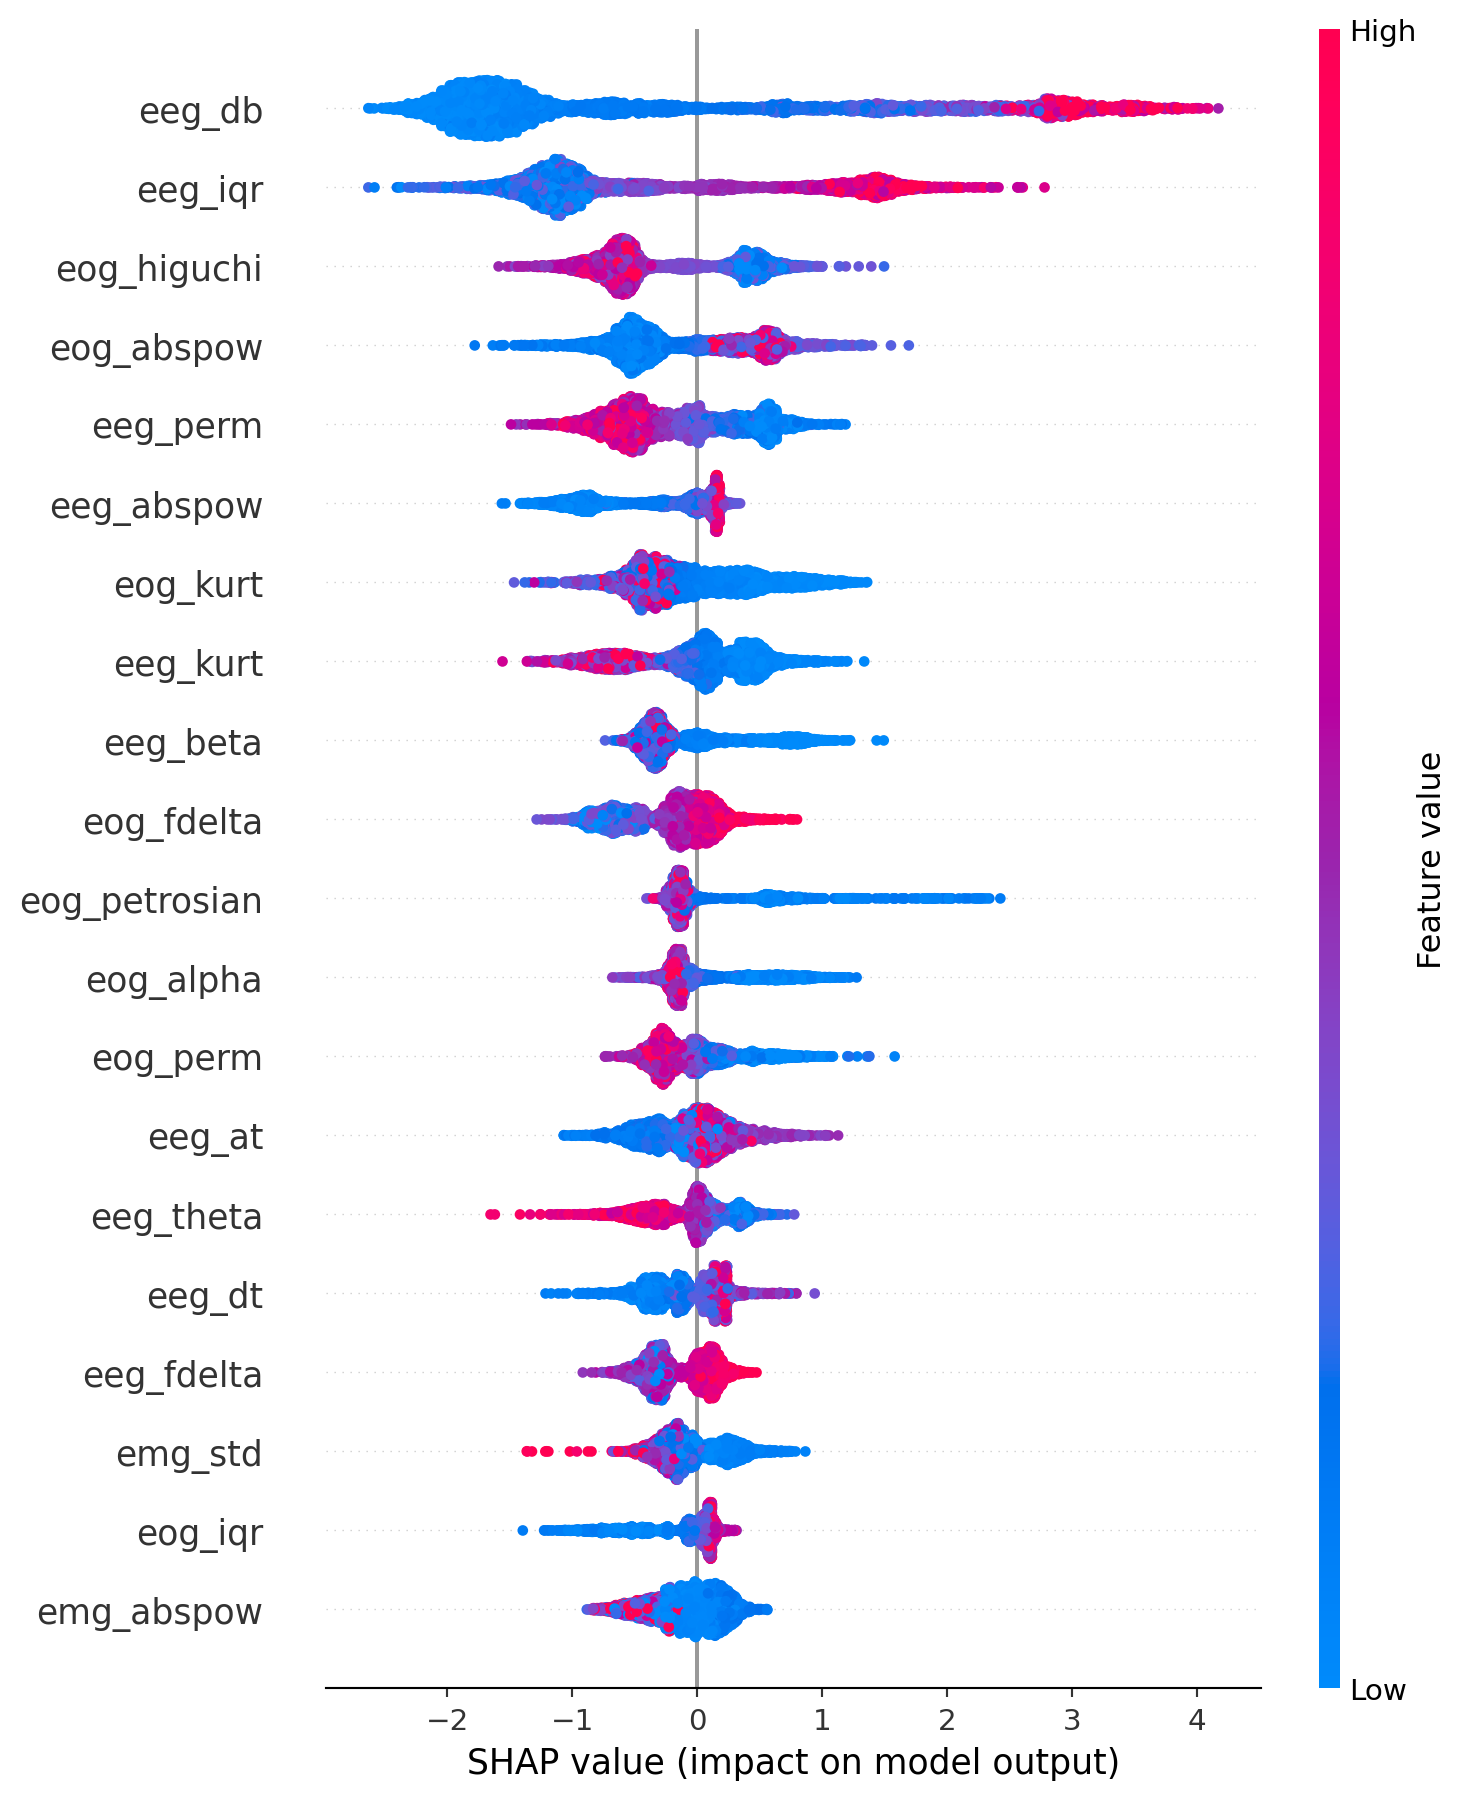 High
eeg_db
eeg_iqr
eog_higuchi
eog_abspow
eeg_perm
eeg_abspow
eog_kurt
eeg_kurt
eeg_beta
eog_fdelta
eog_petrosian
eog_alpha
eog_perm
eeg_at
eeg_theta
eeg_dt
eeg_fdelta
emg_std
eog_iqr
emg_abspow
Feature value
Low
−2 −1 0 1 2 3 4
SHAP value (impact on model output)